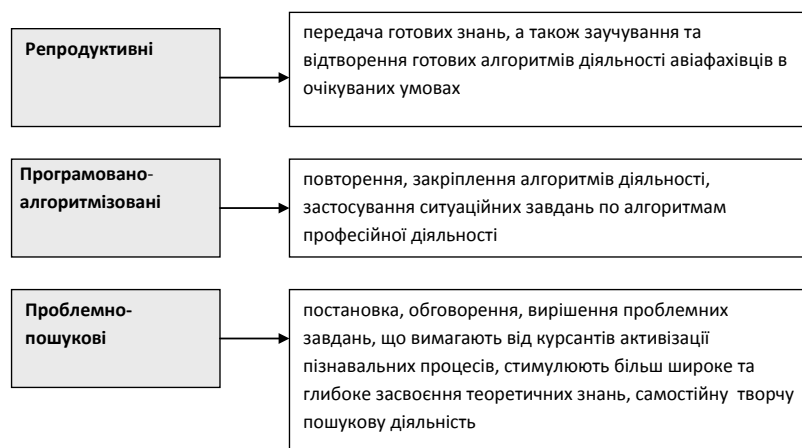 Репродуктивні
передача готових знань, а також заучування та
відтворення готових алгоритмів діяльності авіафахівців в
очікуваних умовах
Програмовано-
алгоритмізовані
повторення, закріплення алгоритмів діяльності,
застосування ситуаційних завдань по алгоритмам
професійної діяльності
Проблемно-
пошукові
постановка, обговорення, вирішення проблемних
завдань, що вимагають від курсантів активізації
пізнавальних процесів, стимулюють більш широке та
глибоке засвоєння теоретичних знань, самостійну творчу
пошукову діяльність